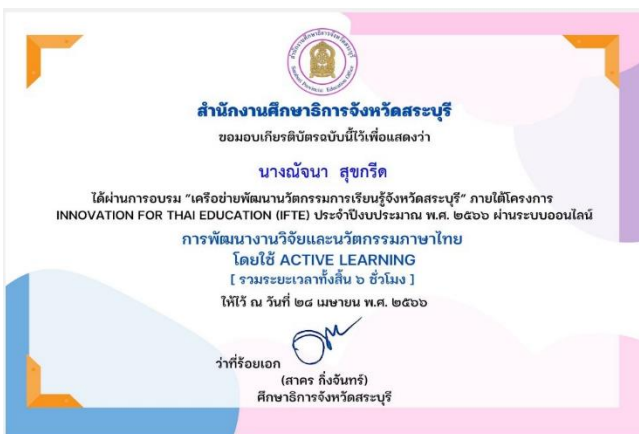 สำนักงานศึกษาธิการจังหวัดสระบุรี
ขอมอบเกียรติบัตรฉบับนี้ไว้เพื่อแสดงว่า
นางณัจนา สุขกรีด
ได้ผ่านการอบรม "เครือข่ายพัฒนานวัตกรรมการเรียนรู้จังหวัดสระบุรี" ภายใต้โครงการ
INNOVATION FOR THAI EDUCATION (IFTE) ประจำปีงบประมาณ พ.ศ. ๒๕๖๖ ผ่านระบบออนไลน์
การพัฒนางานวิจัยและนวัตกรรมภาษาไทย
โดยใช้ ACTIVE LEARNING
[ รวมระยะเวลาทั้งสิ้น ๖ ชั่วโมง ]
ให้ไว้ ณ วันที่ ๒๘ เมษายน พ.ศ. ๒๕๖๖
ว่าที่ร้อยเอก
(สาคร กิ่งจันทร์)
ศึกษาธิการจังหวัดสระบุรี